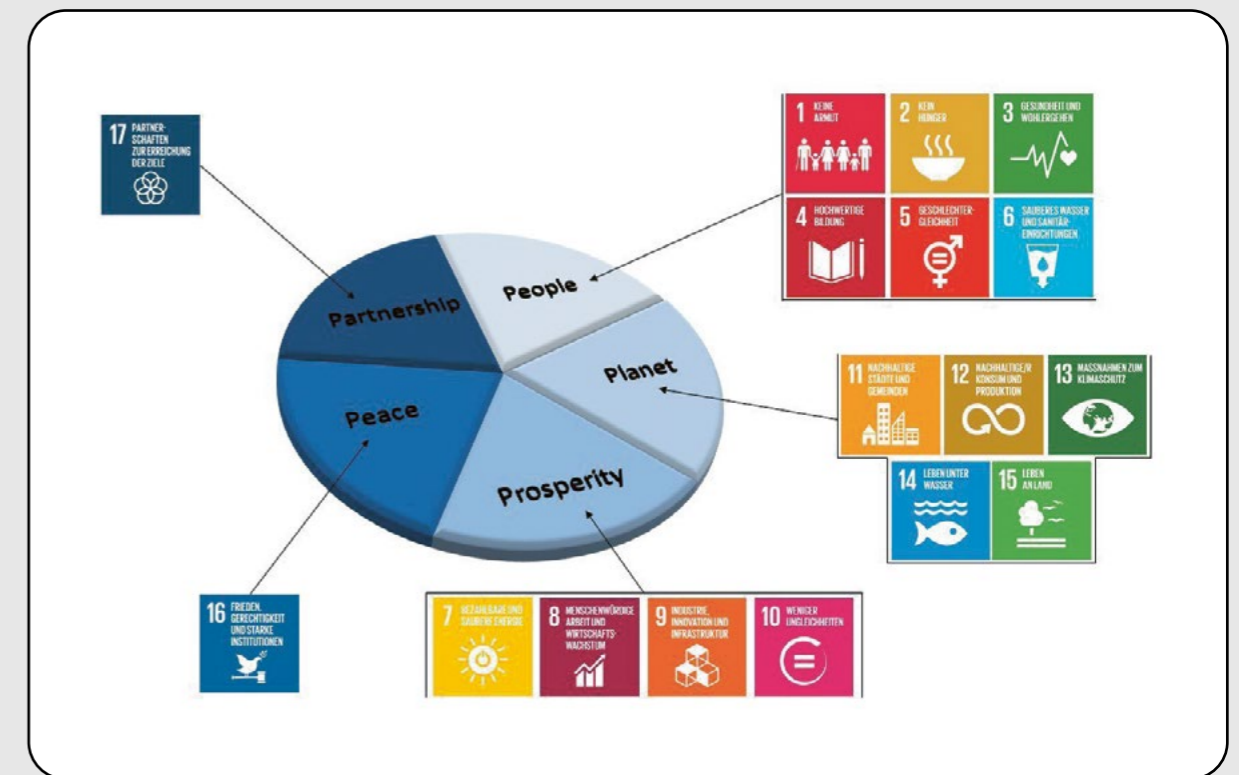 17 PARTNER-
SCHAFTEN
ZUR ERREICHUNG
DER ZIELE
1 KEINE
ARMUT
2 KEIN
HUNGER
3 GESUNDHEIT UND
WOHLERGEHEN
4 HOCHWERTIGE
BILDUNG
5 GESCHLECHTER-
GLEICHHEIT
6 SAUBERES WASSER
UND SANITÄR-
EINRICHTUNGEN
People
Partnership
Planet
Peace
Prosperity
11 NACHHALTIGE
STÄDTE UND
GEMEINDEN
12 NACHHALTIGE/R
KONSUM UND
PRODUKTION
13 MASSNAHMEN ZUM
KLIMASCHUTZ
14 LEBEN UNTER
WASSER
15 LEBEN
AN LAND
16 FRIEDEN,
GERECHTIGKEIT
UND STARKE
INSTITUTIONEN
7 BEZAHLBARE UND
SAUBERE ENERGIE
8 MENSCHENWÜRDIGE
ARBEIT UND
WIRTSCHAFTS-
WACHSTUM
9 INDUSTRIE,
INNOVATION UND
INFRASTRUKTUR
10 WENIGER
UNGLEICHHEITEN